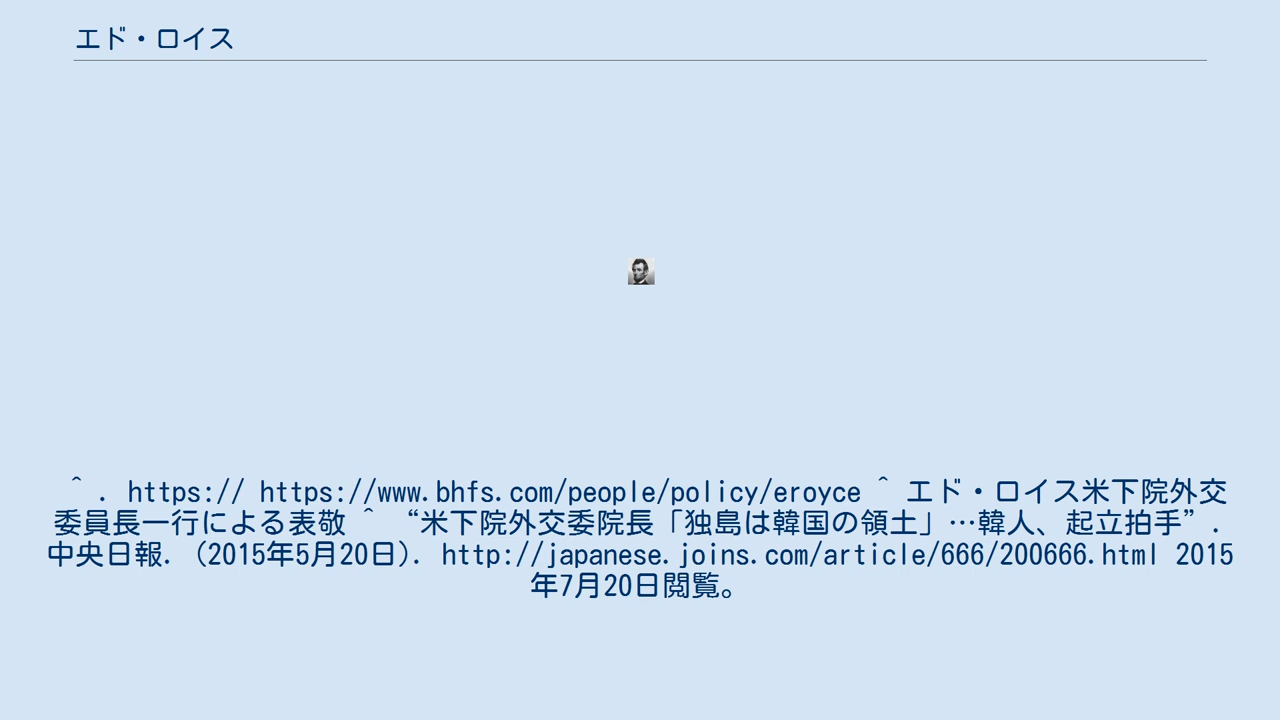 エド・ロイス
^ . https:// https://www.bhfs.com/people/policy/eroyce ^ エド・ロイス米下院外交
委員長一行による表敬 ^ “米下院外交委院長「独島は韓国の領土」…韓人、起立拍手”.
中央日報. (2015年5月20日). http://japanese.joins.com/article/666/200666.html 2015
年7月20日閲覧。